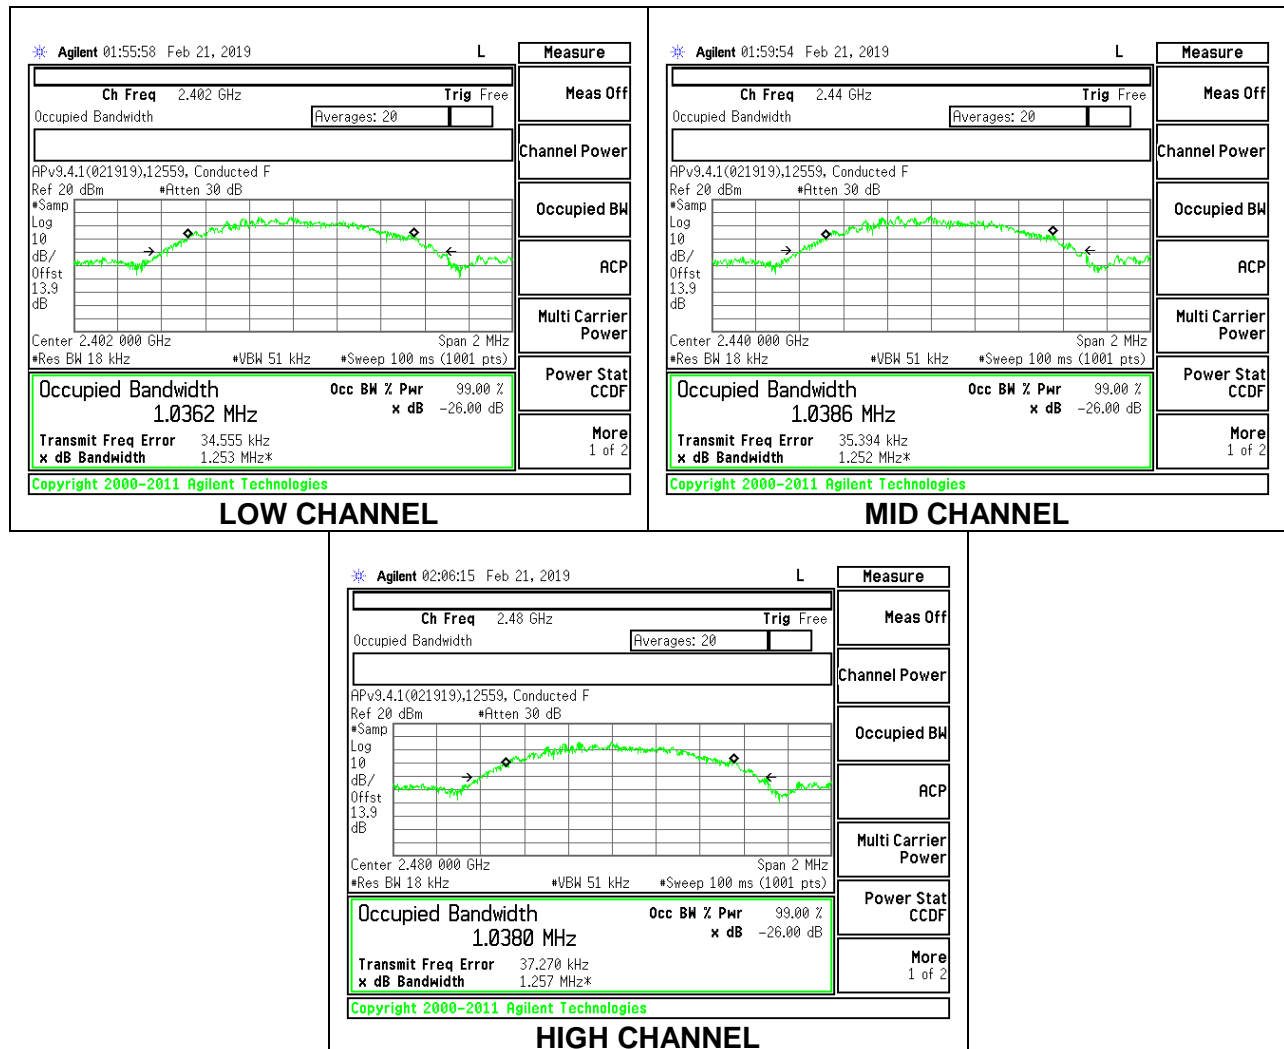 Agilent 01:55:58 Feb 21, 2019 L
Measure
Ch Freq 2.402 GHz Trig Free
Occupied Bandwidth Averages: 20
APv9.4.1(021919),12559, Conducted F
Ref 20 dBm #Atten 30 dB
#Samp
Log
10
dB/
Offst
13.9
dB
Center 2.402 000 GHz Span 2 MHz
#Res BW 18 kHz #VBW 51 kHz #Sweep 100 ms (1001 pts)
Occupied Bandwidth Occ BW % Pwr 99.00 %
1.0362 MHz x dB -26.00 dB
Transmit Freq Error 34.555 kHz
x dB Bandwidth 1.253 MHz*
Copyright 2000-2011 Agilent Technologies
Meas Off
Channel Power
Occupied BW
ACP
Multi Carrier
Power
Power Stat
CCDF
More
1 of 2
LOW CHANNEL
Agilent 01:59:54 Feb 21, 2019 L
Measure
Ch Freq 2.44 GHz Trig Free
Occupied Bandwidth Averages: 20
APv9.4.1(021919),12559, Conducted F
Ref 20 dBm #Atten 30 dB
#Samp
Log
10
dB/
Offst
13.9
dB
Center 2.440 000 GHz Span 2 MHz
#Res BW 18 kHz #VBW 51 kHz #Sweep 100 ms (1001 pts)
Occupied Bandwidth Occ BW % Pwr 99.00 %
1.0386 MHz x dB -26.00 dB
Transmit Freq Error 35.394 kHz
x dB Bandwidth 1.252 MHz*
Copyright 2000-2011 Agilent Technologies
Meas Off
Channel Power
Occupied BW
ACP
Multi Carrier
Power
Power Stat
CCDF
More
1 of 2
MID CHANNEL
Agilent 02:06:15 Feb 21, 2019 L
Measure
Ch Freq 2.48 GHz Trig Free
Occupied Bandwidth Averages: 20
APv9.4.1(021919),12559, Conducted F
Ref 20 dBm #Atten 30 dB
#Samp
Log
10
dB/
Offst
13.9
dB
Center 2.480 000 GHz Span 2 MHz
#Res BW 18 kHz #VBW 51 kHz #Sweep 100 ms (1001 pts)
Occupied Bandwidth Occ BW % Pwr 99.00 %
1.0380 MHz x dB -26.00 dB
Transmit Freq Error 37.270 kHz
x dB Bandwidth 1.257 MHz*
Copyright 2000-2011 Agilent Technologies
Meas Off
Channel Power
Occupied BW
ACP
Multi Carrier
Power
Power Stat
CCDF
More
1 of 2
HIGH CHANNEL